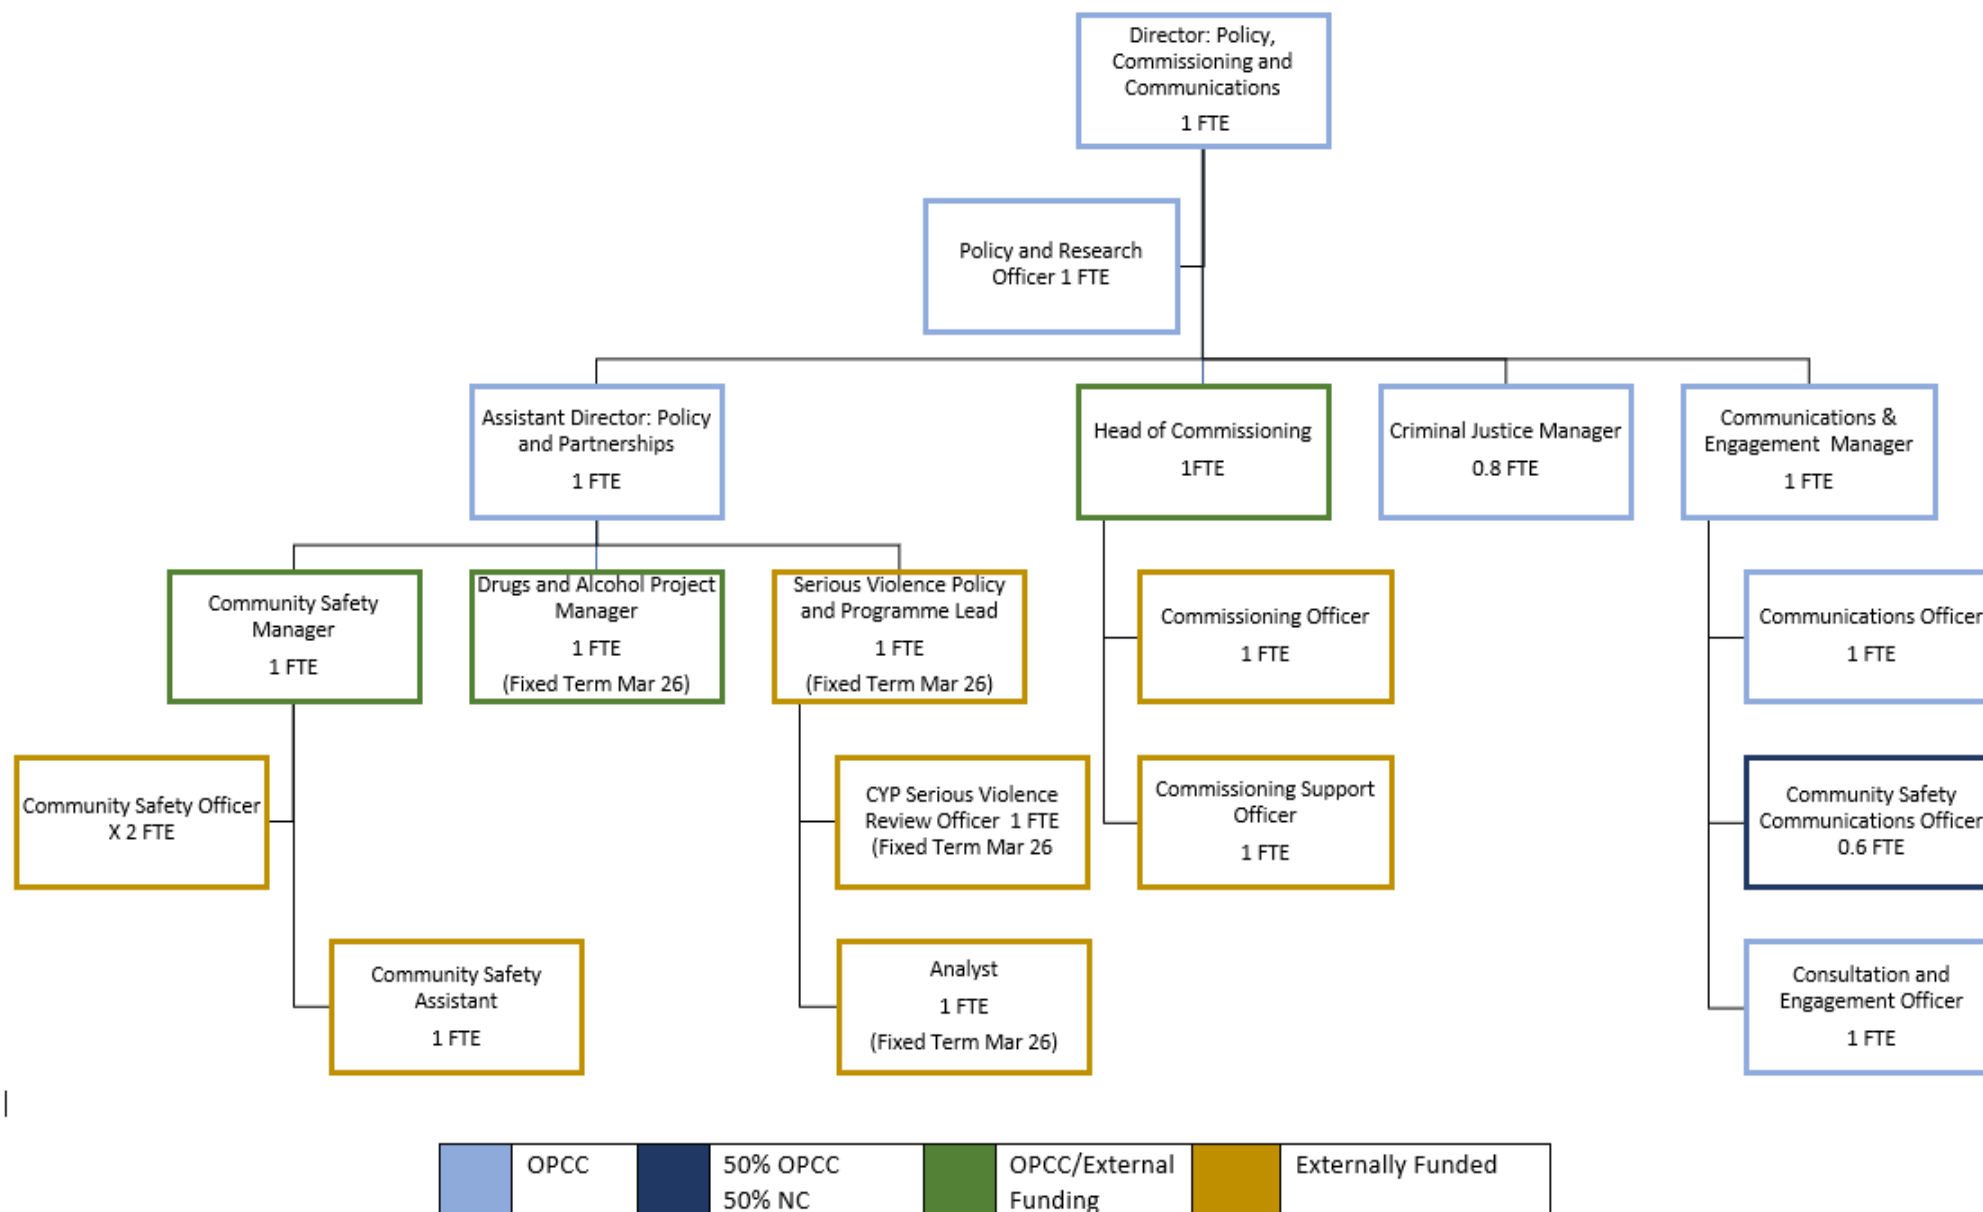 Director: Policy,
Commissioning and
Communications
1 FTE
Policy and Research
Officer 1 FTE
Assistant Director: Policy
and Partnerships
1 FTE
Head of Commissioning
1FTE
Criminal Justice Manager
0.8 FTE
Communications &
Engagement Manager
1 FTE
Community Safety
Manager
1 FTE
Drugs and Alcohol Project
Manager
1 FTE
(Fixed Term Mar 26)
Serious Violence Policy
and Programme Lead
1 FTE
(Fixed Term Mar 26)
Commissioning Officer
1 FTE
Communications Officer
1 FTE
Community Safety Officer
X 2 FTE
CYP Serious Violence
Review Officer 1 FTE
(Fixed Term Mar 26
Commissioning Support
Officer
1 FTE
Community Safety
Communications Officer
0.6 FTE
Community Safety
Assistant
1 FTE
Analyst
1 FTE
(Fixed Term Mar 26)
Consultation and
Engagement Officer
1 FTE
OPCC
50% OPCC
50% NC
OPCC/External
Funding
Externally Funded